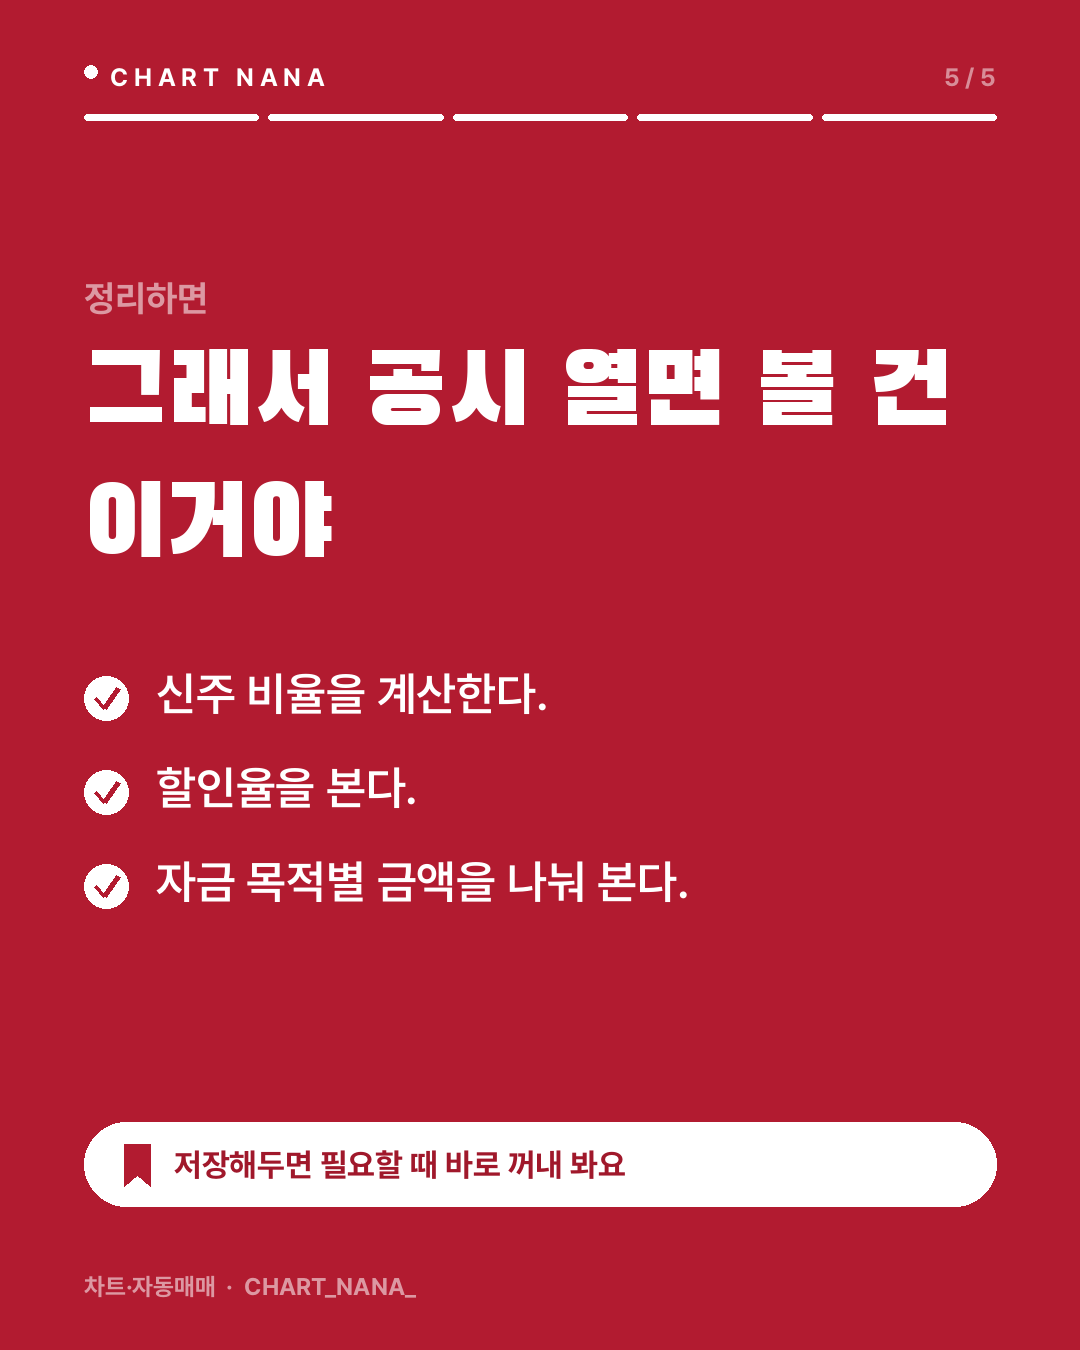 CHART NANA
5 / 5
정리하면
그래서 공시 열면 볼 건
이거야
신주 비율을 계산한다.
할인율을 본다.
자금 목적별 금액을 나눠 본다.
저장해두면 필요할 때 바로 꺼내 봐요
차트·자동매매 · CHART_NANA_